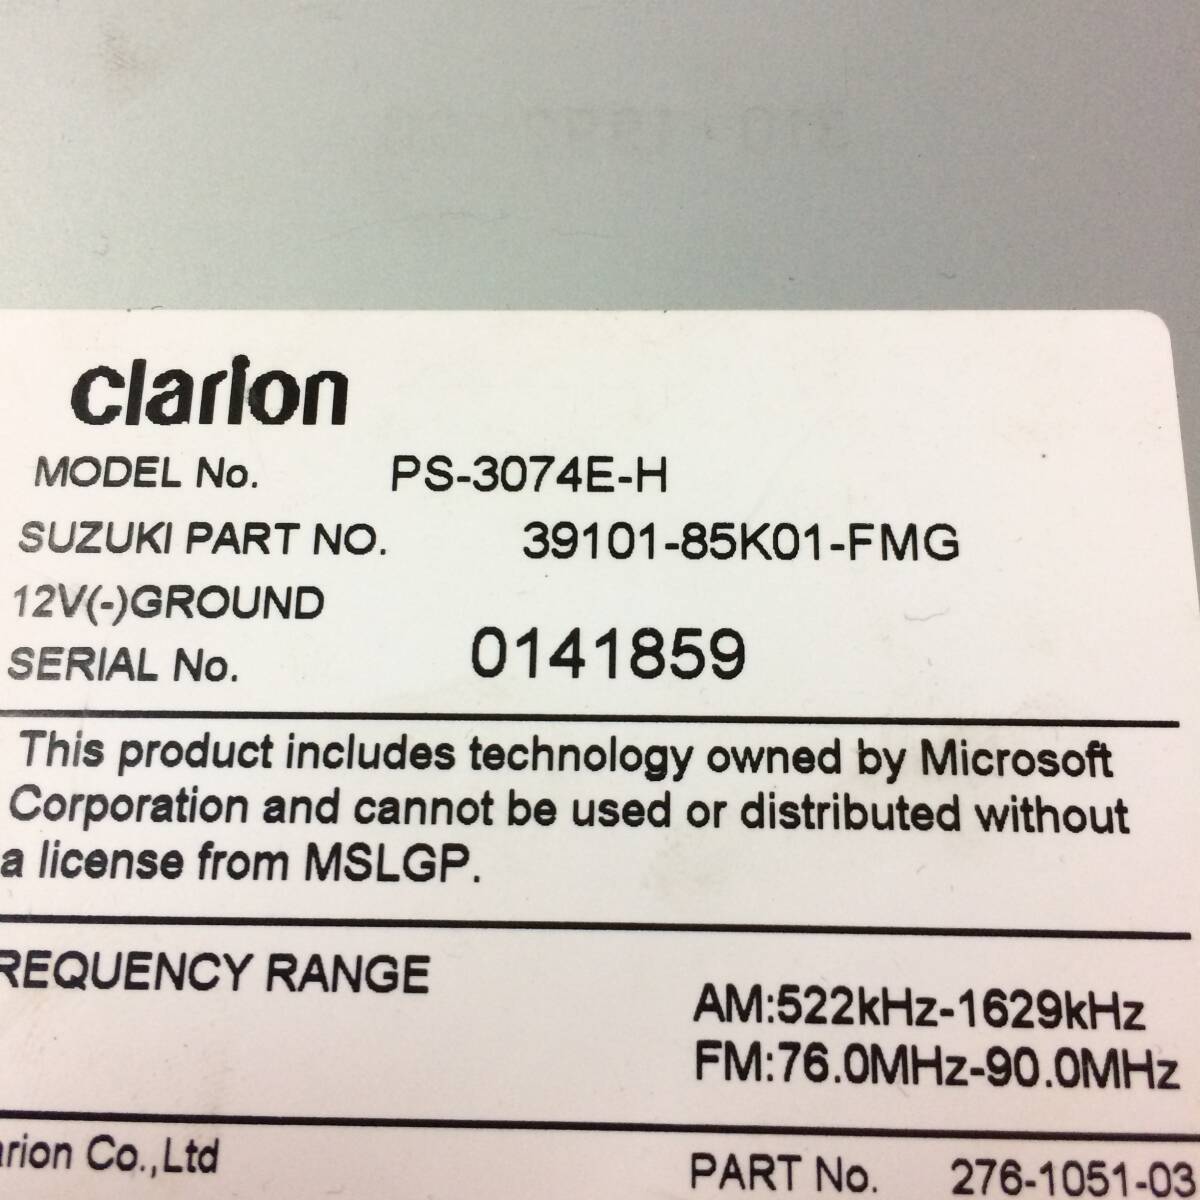 clarion
MODEL No. PS-3074E-H
SUZUKI PART NO. 39101-85K01-FMG
12V(-)GROUND
SERIAL No. 0141859
This product includes technology owned by Microsoft
Corporation and cannot be used or distributed without
a license from MSLGP.
REQUENCY RANGE
AM:522kHz-1629kHz
FM:76.0MHz-90.0MHz
arion Co.,Ltd PART No. 276-1051-03